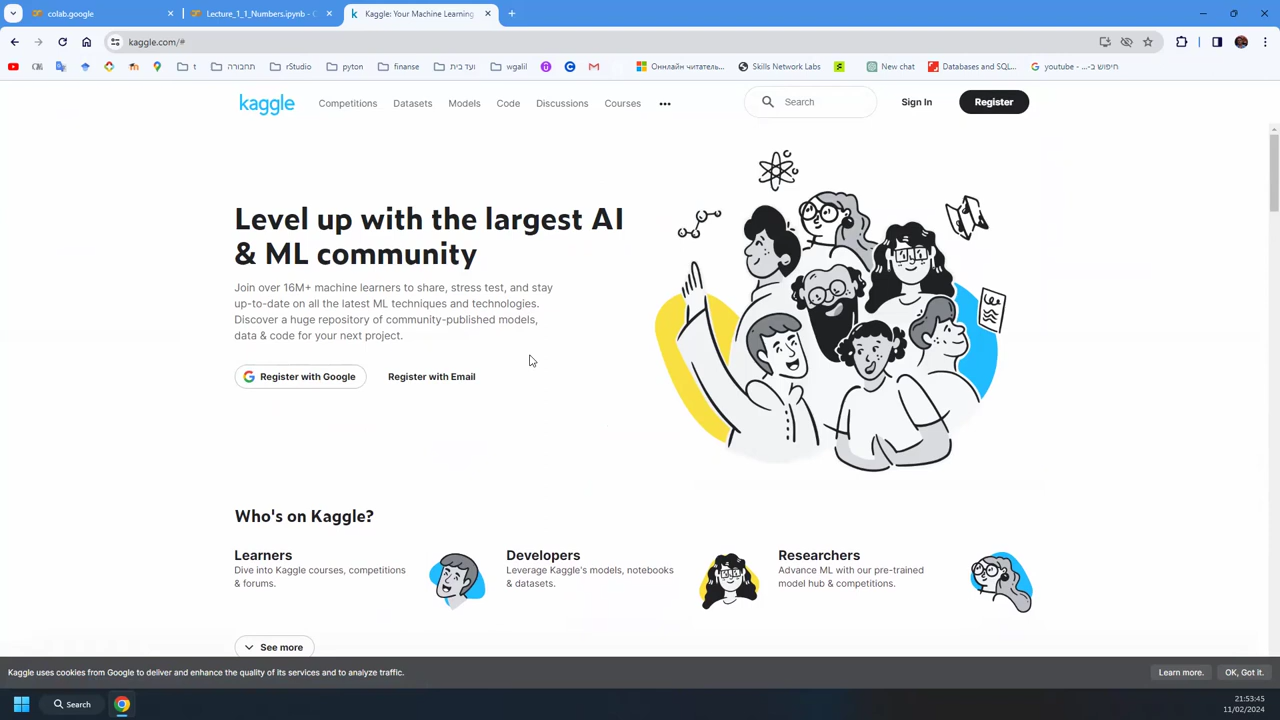 colab.google
Lecture_1_1_Numbers.ipynb - C
Kaggle: Your Machine Learning
kaggle.com/#
t
תחבורה
rStudio
pyton
finanse
ועד בית
wgalil
Онлайн читатель...
Skills Network Labs
New chat
Databases and SQL...
youtube - חיפוש ב-...
kaggle
Competitions
Datasets
Models
Code
Discussions
Courses
Search
Sign In
Register
Level up with the largest AI
& ML community
Join over 16M+ machine learners to share, stress test, and stay
up-to-date on all the latest ML techniques and technologies.
Discover a huge repository of community-published models,
data & code for your next project.
Register with Google
Register with Email
Who's on Kaggle?
Learners
Dive into Kaggle courses, competitions
& forums.
Developers
Leverage Kaggle's models, notebooks
& datasets.
Researchers
Advance ML with our pre-trained
model hub & competitions.
See more
Kaggle uses cookies from Google to deliver and enhance the quality of its services and to analyze traffic.
Learn more.
OK, Got it.
Search
21:53:45
11/02/2024